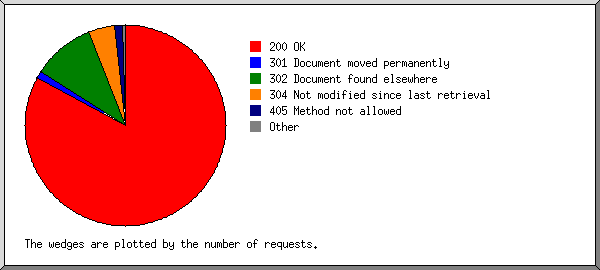 200 OK
301 Document moved permanently
302 Document found elsewhere
304 Not modified since last retrieval
405 Method not allowed
Other
The wedges are plotted by the number of requests.